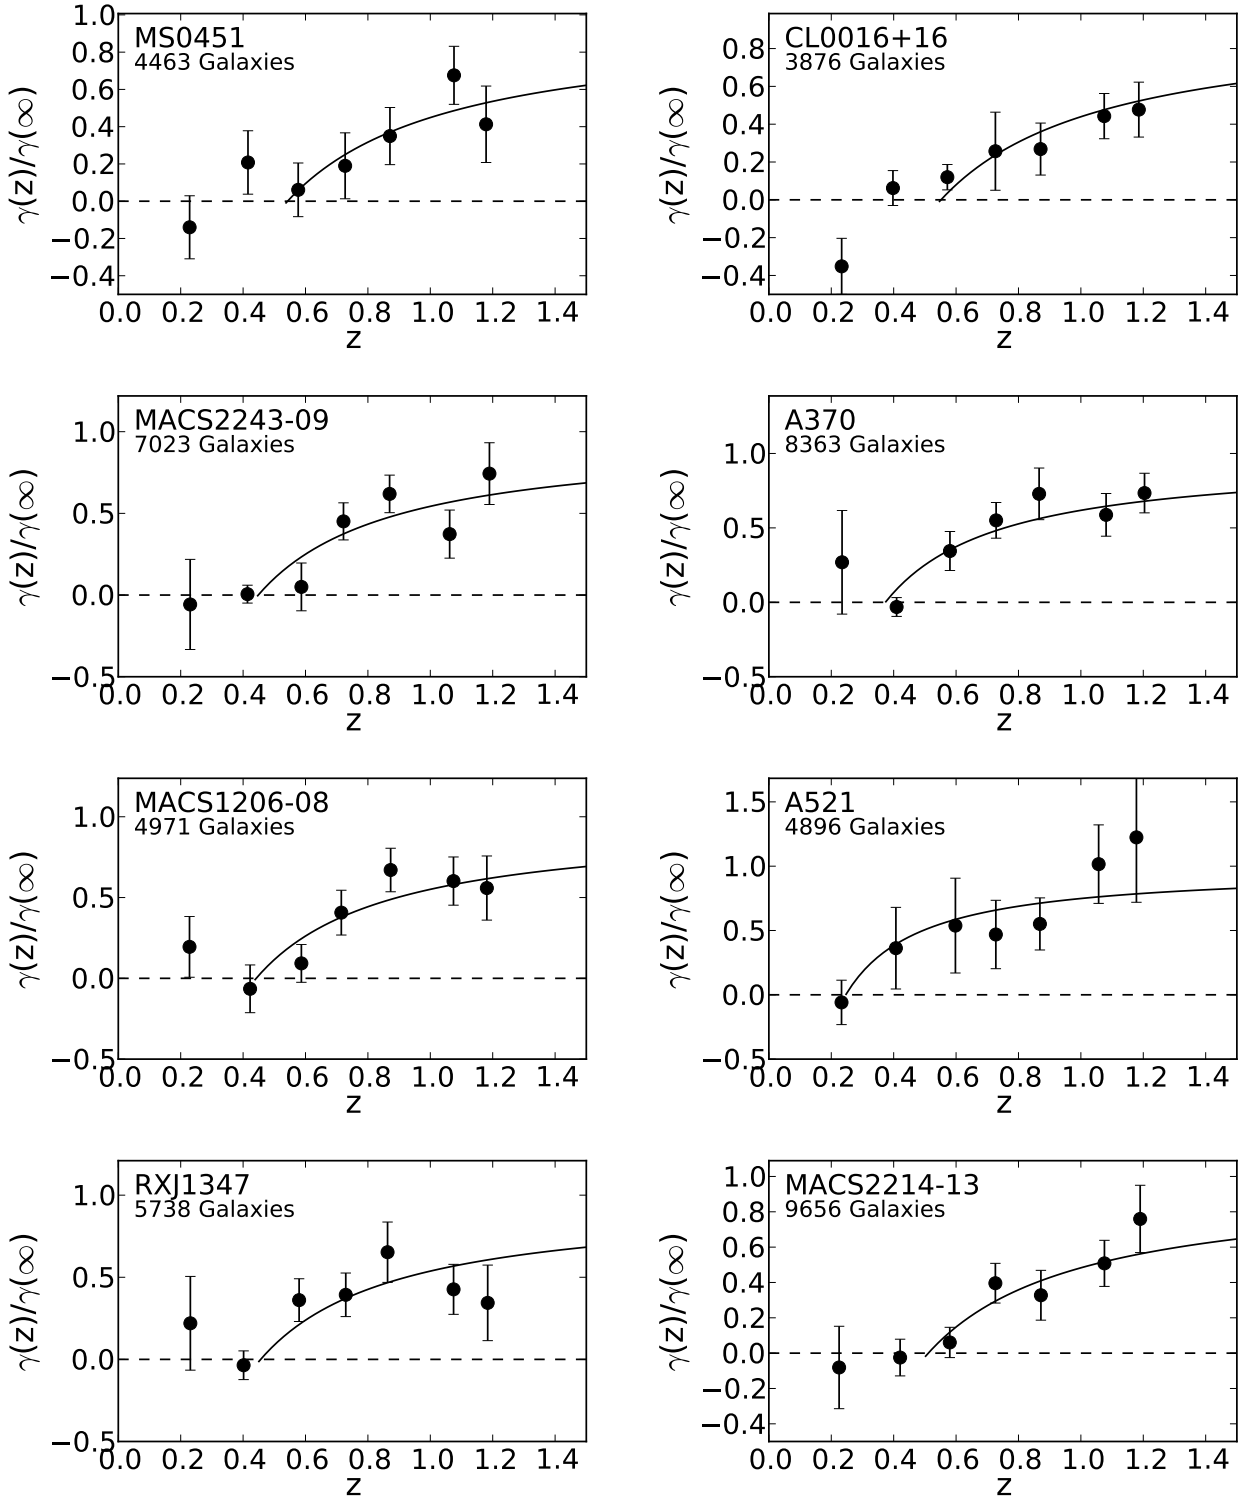 MS0451
4463 Galaxies
γ(z)/γ(∞)
1.0
0.8
0.6
0.4
0.2
0.0
−0.2
−0.4
0.0 0.2 0.4 0.6 0.8 1.0 1.2 1.4
z
CL0016+16
3876 Galaxies
γ(z)/γ(∞)
0.8
0.6
0.4
0.2
0.0
−0.2
−0.4
0.0 0.2 0.4 0.6 0.8 1.0 1.2 1.4
z
MACS2243-09
7023 Galaxies
γ(z)/γ(∞)
1.0
0.5
0.0
−0.5
0.0 0.2 0.4 0.6 0.8 1.0 1.2 1.4
z
A370
8363 Galaxies
γ(z)/γ(∞)
1.0
0.5
0.0
−0.5
0.0 0.2 0.4 0.6 0.8 1.0 1.2 1.4
z
MACS1206-08
4971 Galaxies
γ(z)/γ(∞)
1.0
0.5
0.0
−0.5
0.0 0.2 0.4 0.6 0.8 1.0 1.2 1.4
z
A521
4896 Galaxies
γ(z)/γ(∞)
1.5
1.0
0.5
0.0
−0.5
0.0 0.2 0.4 0.6 0.8 1.0 1.2 1.4
z
RXJ1347
5738 Galaxies
γ(z)/γ(∞)
1.0
0.5
0.0
−0.5
0.0 0.2 0.4 0.6 0.8 1.0 1.2 1.4
z
MACS2214-13
9656 Galaxies
γ(z)/γ(∞)
1.0
0.8
0.6
0.4
0.2
0.0
−0.2
−0.4
0.0 0.2 0.4 0.6 0.8 1.0 1.2 1.4
z